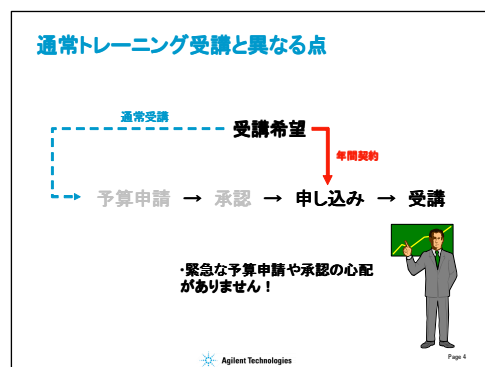 通常トレーニング受講と異なる点
通常受講
受講希望
年間契約
予算申請 → 承認 → 申し込み → 受講
・緊急な予算申請や承認の心配
がありません！
Agilent Technologies
Page 4